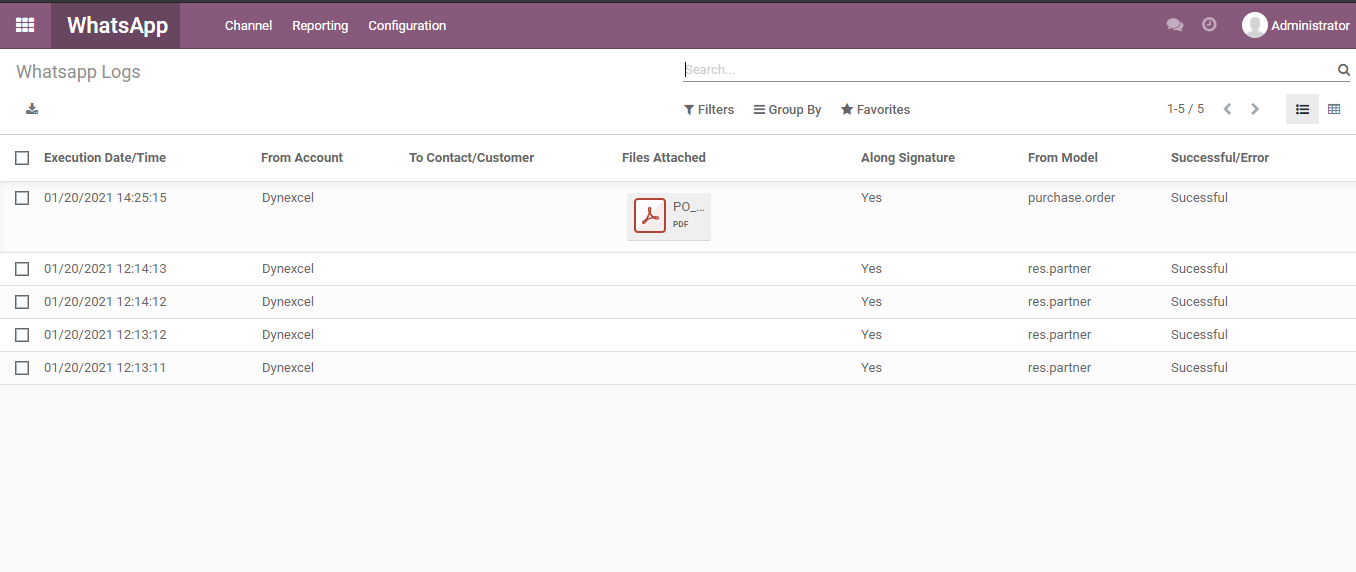 WhatsApp Channel Reporting Configuration Administrator
Whatsapp Logs Search...
Filters Group By Favorites 1-5 / 5
Execution Date/Time From Account To Contact/Customer Files Attached Along Signature From Model Successful/Error
01/20/2021 14:25:15 Dynexcel PO_... Yes purchase.order Sucessful
PDF
01/20/2021 12:14:13 Dynexcel Yes res.partner Sucessful
01/20/2021 12:14:12 Dynexcel Yes res.partner Sucessful
01/20/2021 12:13:12 Dynexcel Yes res.partner Sucessful
01/20/2021 12:13:11 Dynexcel Yes res.partner Sucessful